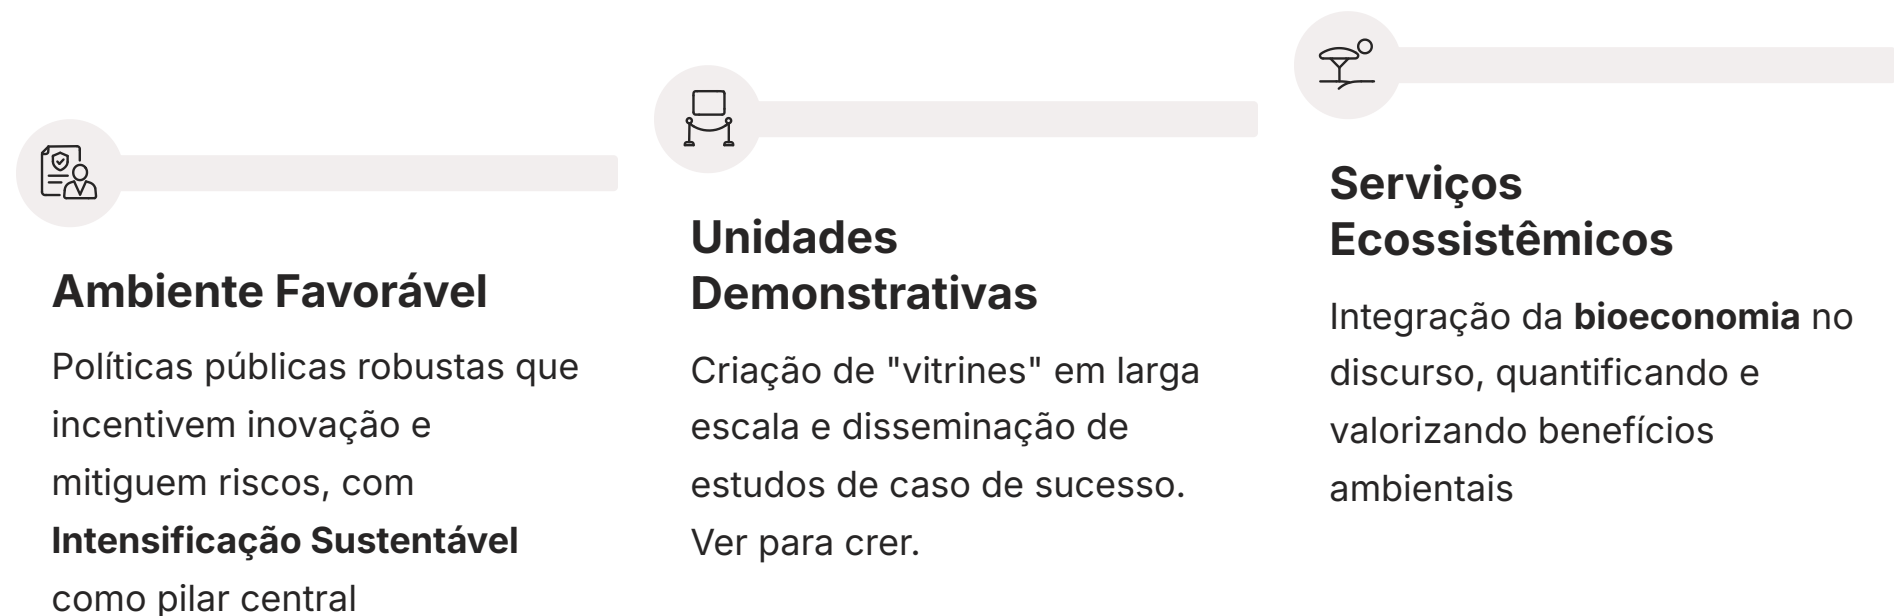 Ambiente Favorável
Políticas públicas robustas que
incentivem inovação e
mitiguem riscos, com
Intensificação Sustentável
como pilar central
Unidades
Demonstrativas
Criação de "vitrines" em larga
escala e disseminação de
estudos de caso de sucesso.
Ver para crer.
Serviços
Ecossistêmicos
Integração da bioeconomia no
discurso, quantificando e
valorizando benefícios
ambientais